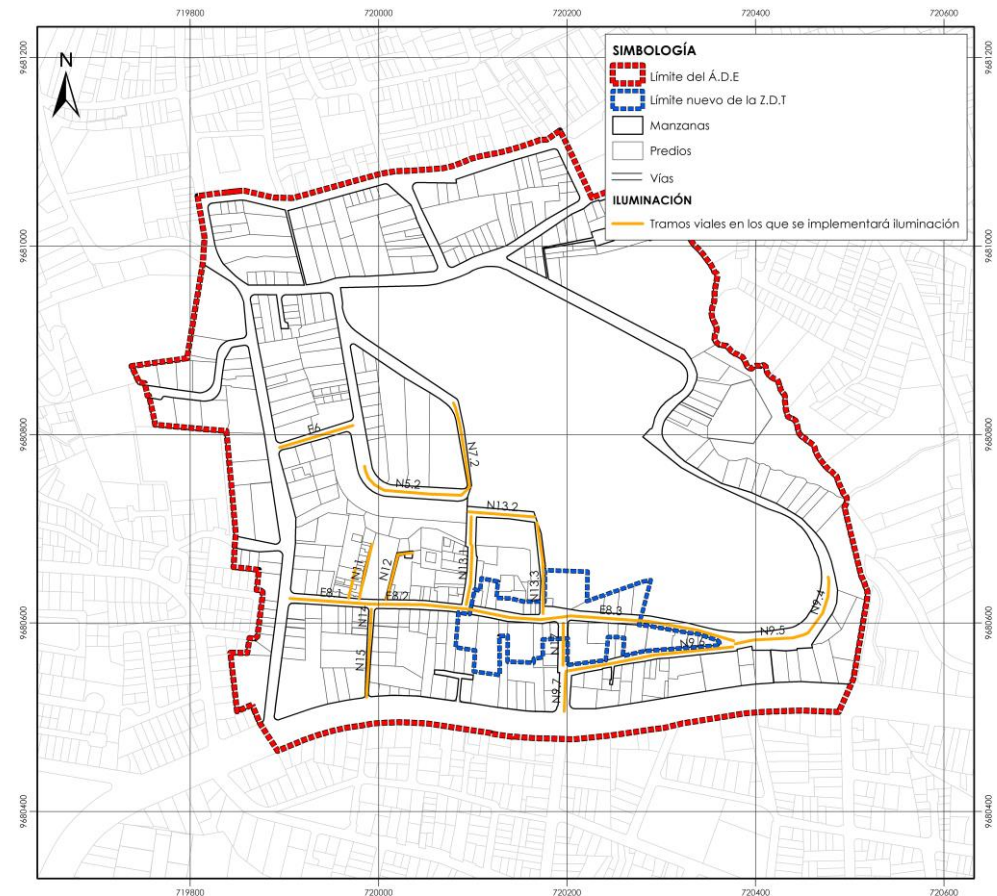 719800
720000
720200
720400
720600
9681200
9681200
N
SIMBOLOGÍA
Límite del Á.D.E
Límite nuevo de la Z.D.T
Manzanas
Predios
Vías
ILUMINACIÓN
Tramos viales en los que se implementará iluminación
9681000
9681000
9680800
9680800
E6
N7.2
N5.2
N13.2
N13.1
N13.3
N11
N12
E8.1
E8.2
E8.3
N9.4
N9.5
N9.6
9680600
9680600
N15
N9.7
9680400
9680400
719800
720000
720200
720400
720600